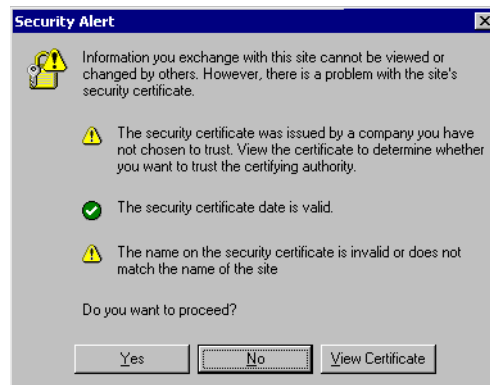 Security Alert
Information you exchange with this site cannot be viewed or
changed by others. However, there is a problem with the site's
security certificate.
The security certificate was issued by a company you have
not chosen to trust. View the certificate to determine whether
you want to trust the certifying authority.
The security certificate date is valid.
The name on the security certificate is invalid or does not
match the name of the site
Do you want to proceed?
Yes No View Certificate